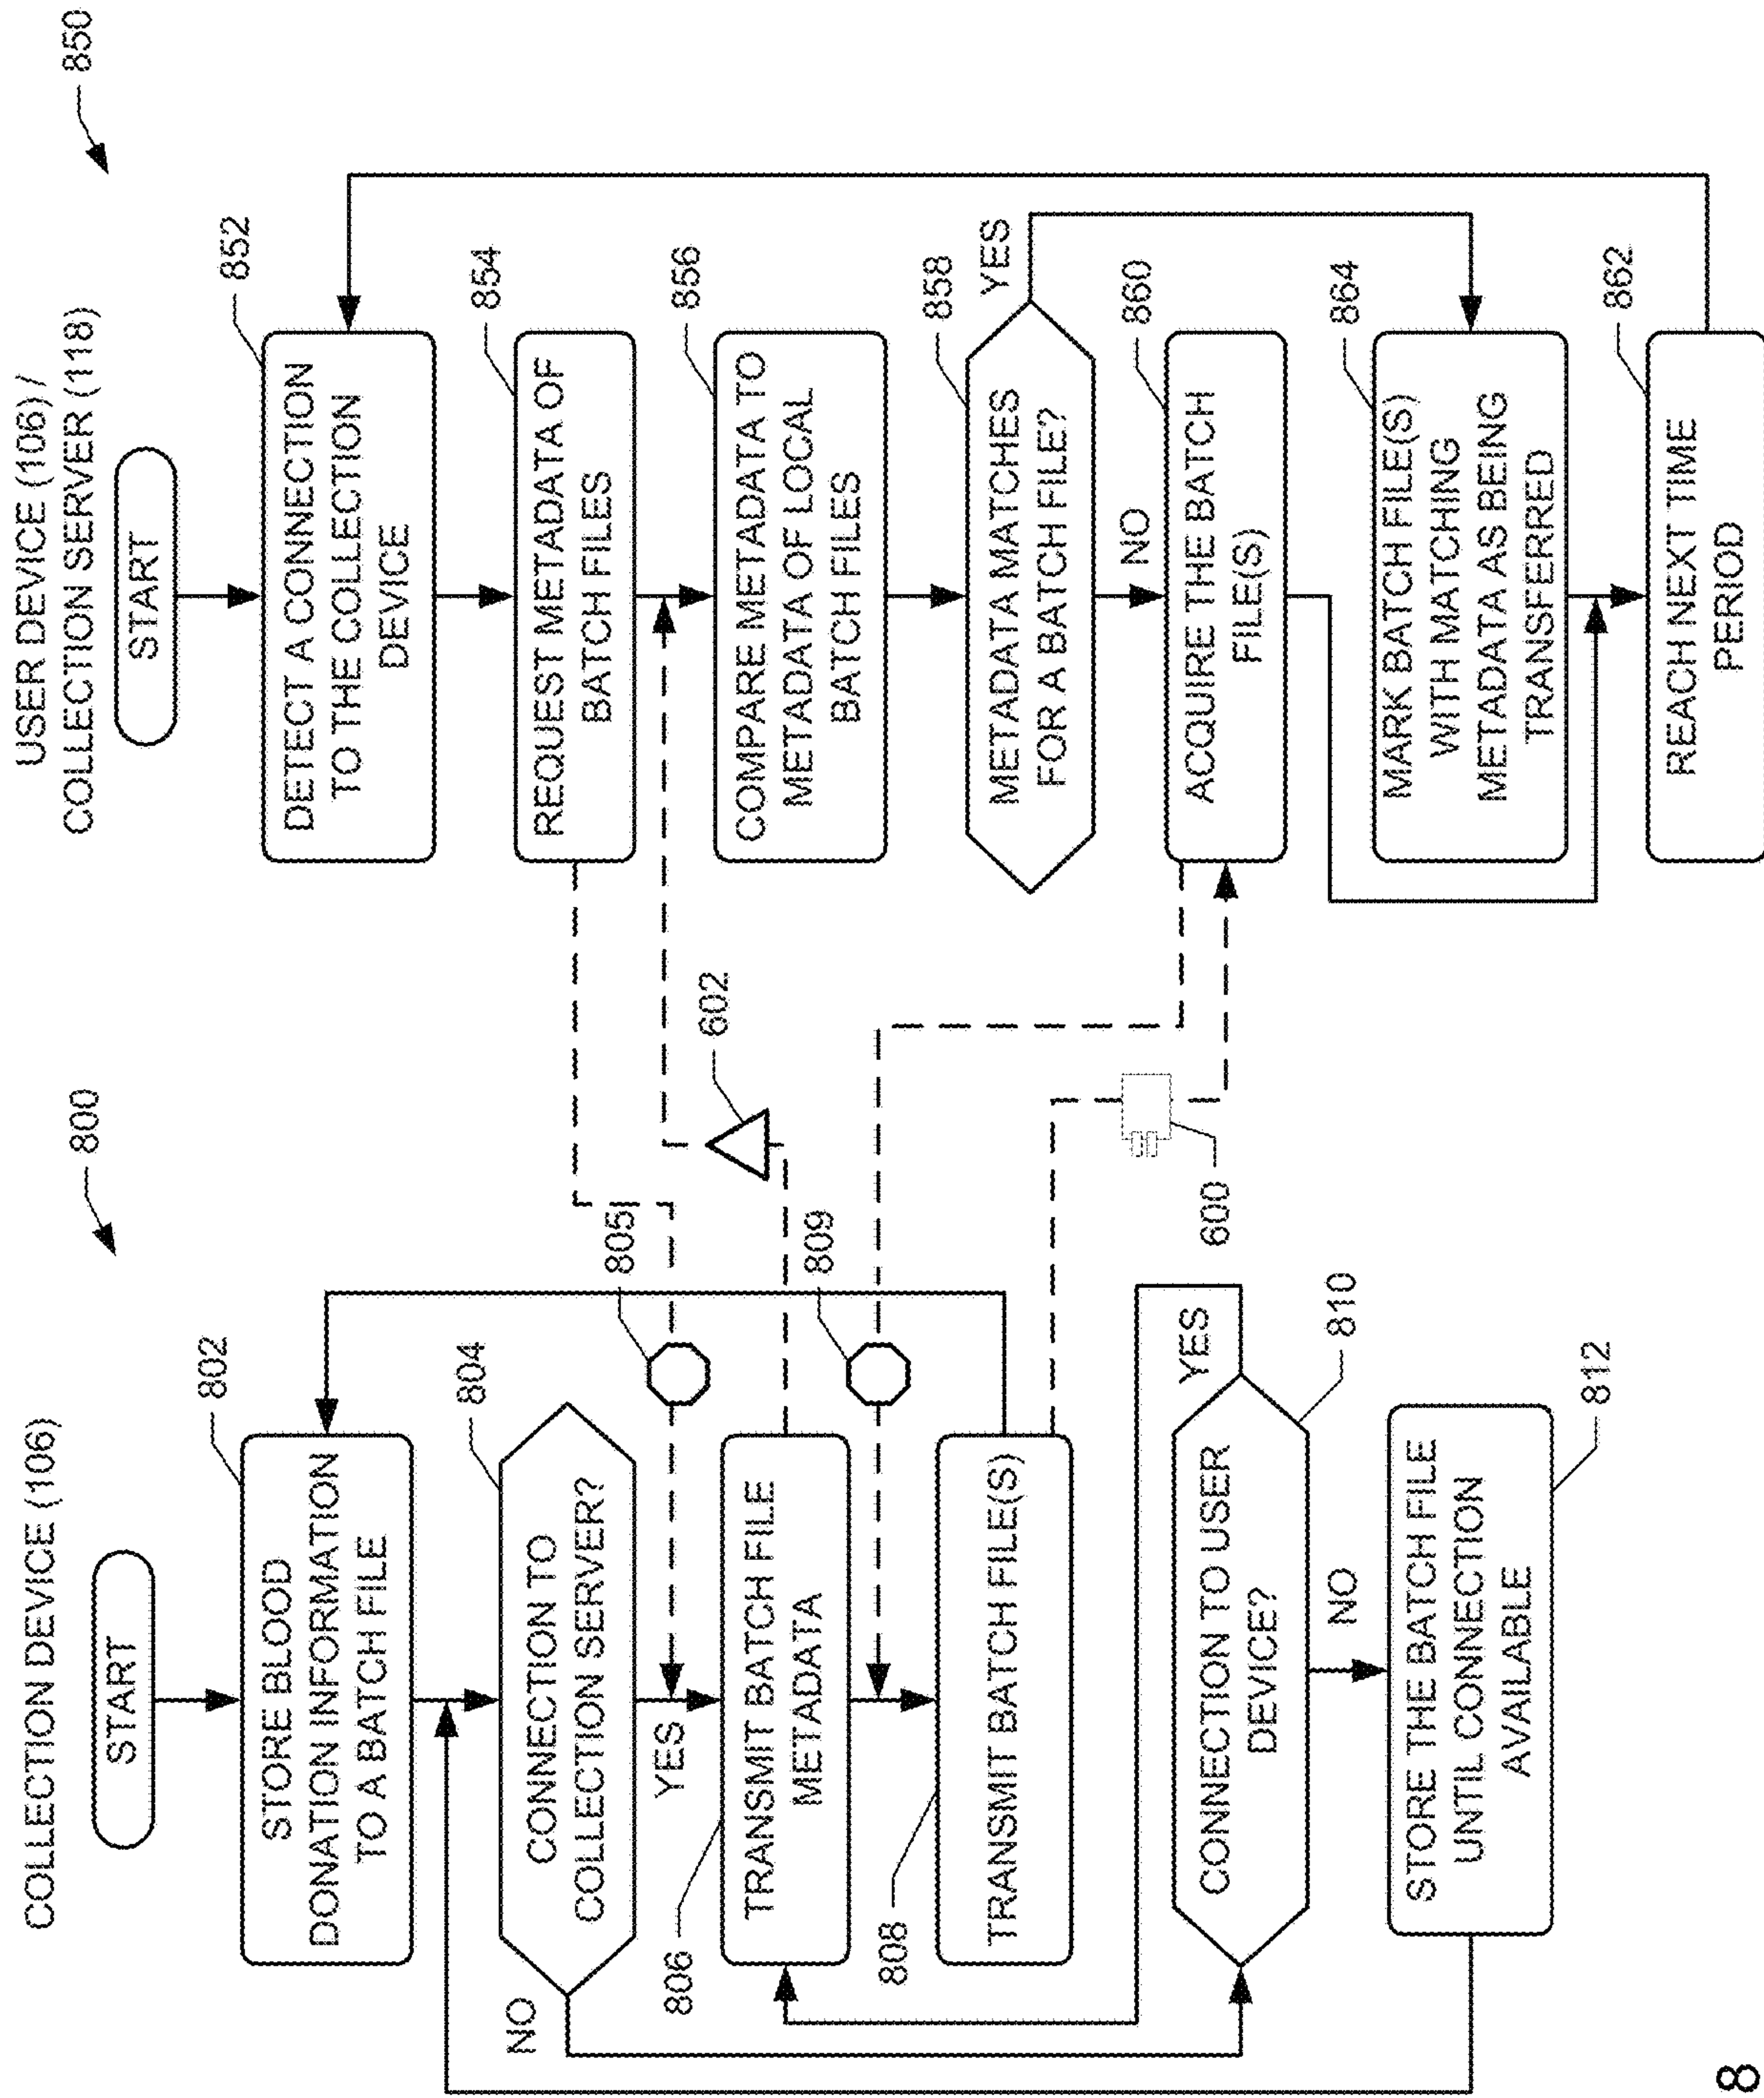 800
COLLECTION DEVICE (106)
START
802
STORE BLOOD
DONATION INFORMATION
TO A BATCH FILE
804
CONNECTION TO
COLLECTION SERVER?
NO
YES
805
806
TRANSMIT BATCH FILE
METADATA
602
809
808
TRANSMIT BATCH FILE(S)
600
YES
810
CONNECTION TO USER
DEVICE?
NO
812
STORE THE BATCH FILE
UNTIL CONNECTION
AVAILABLE
850
USER DEVICE (106) /
COLLECTION SERVER (118)
START
852
DETECT A CONNECTION
TO THE COLLECTION
DEVICE
854
REQUEST METADATA OF
BATCH FILES
856
COMPARE METADATA TO
METADATA OF LOCAL
BATCH FILES
858
METADATA MATCHES
FOR A BATCH FILE?
YES
NO
860
ACQUIRE THE BATCH
FILE(S)
864
MARK BATCH FILE(S)
WITH MATCHING
METADATA AS BEING
TRANSFERRED
862
REACH NEXT TIME
PERIOD
8